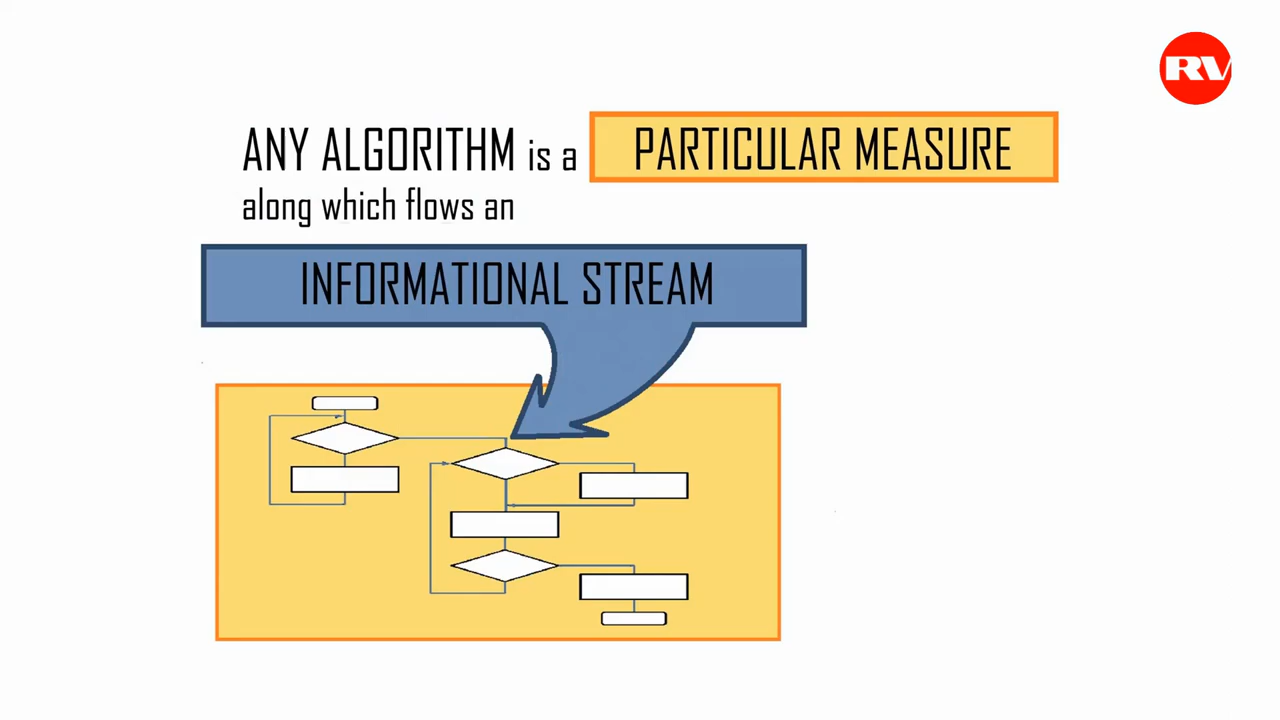 RV
ANY ALGORITHM is a PARTICULAR MEASURE
along which flows an
INFORMATIONAL STREAM